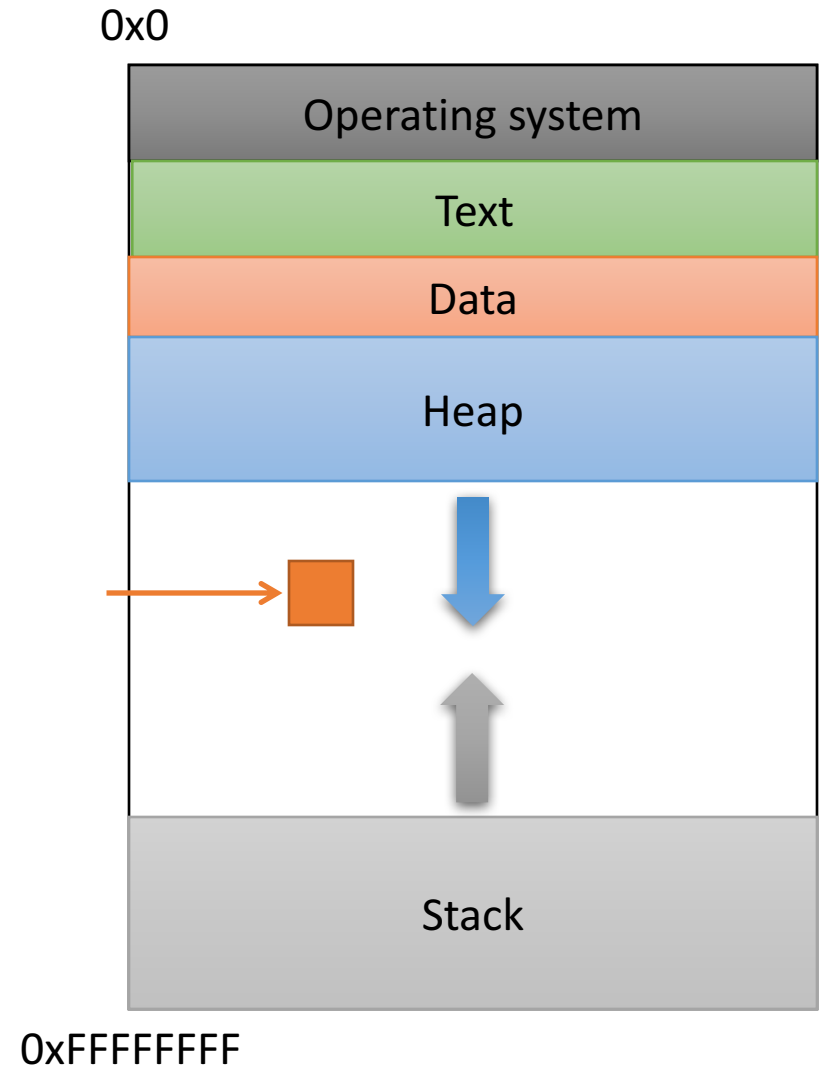 0x0
Operating system
Text
Data
Heap
Stack
0xFFFFFFFF